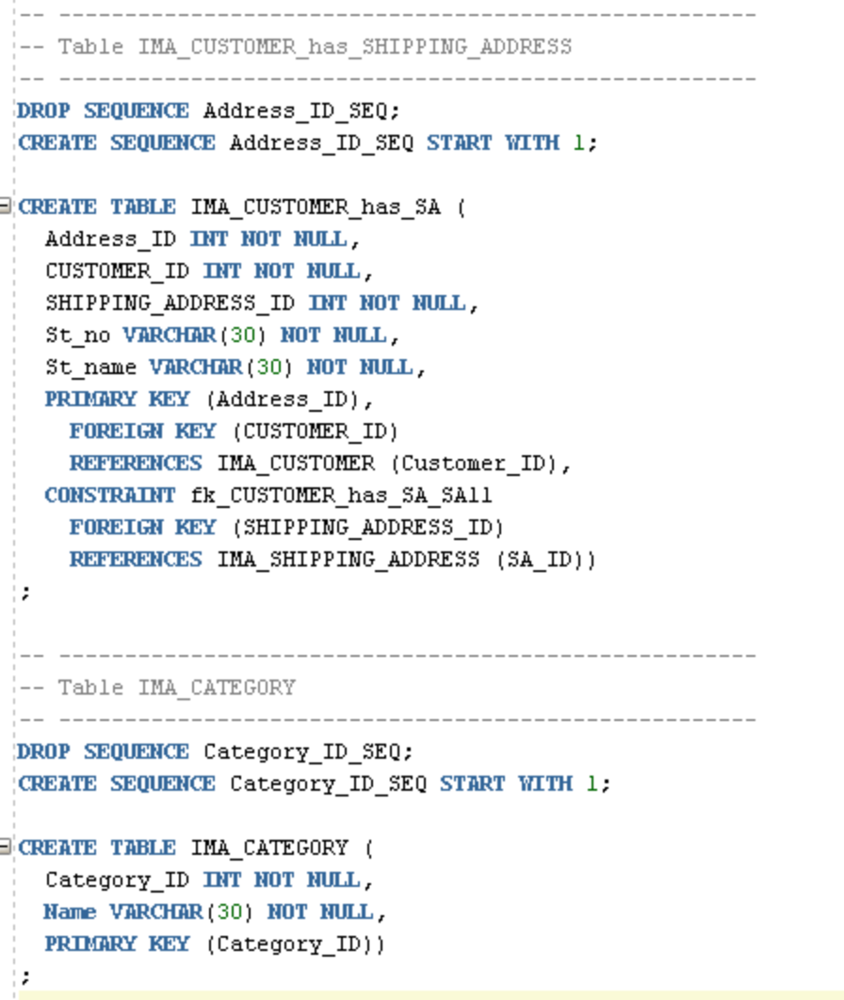 -- -----------------------------------------------------
-- Table IMA_CUSTOMER_has_SHIPPING_ADDRESS
-- -----------------------------------------------------
DROP SEQUENCE Address_ID_SEQ;
CREATE SEQUENCE Address_ID_SEQ START WITH 1;
CREATE TABLE IMA_CUSTOMER_has_SA (
Address_ID INT NOT NULL,
CUSTOMER_ID INT NOT NULL,
SHIPPING_ADDRESS_ID INT NOT NULL,
St_no VARCHAR(30) NOT NULL,
St_name VARCHAR(30) NOT NULL,
PRIMARY KEY (Address_ID),
FOREIGN KEY (CUSTOMER_ID)
REFERENCES IMA_CUSTOMER (Customer_ID),
CONSTRAINT fk_CUSTOMER_has_SA_SA11
FOREIGN KEY (SHIPPING_ADDRESS_ID)
REFERENCES IMA_SHIPPING_ADDRESS (SA_ID))
;
-- -----------------------------------------------------
-- Table IMA_CATEGORY
-- -----------------------------------------------------
DROP SEQUENCE Category_ID_SEQ;
CREATE SEQUENCE Category_ID_SEQ START WITH 1;
CREATE TABLE IMA_CATEGORY (
Category_ID INT NOT NULL,
Name VARCHAR(30) NOT NULL,
PRIMARY KEY (Category_ID))
;